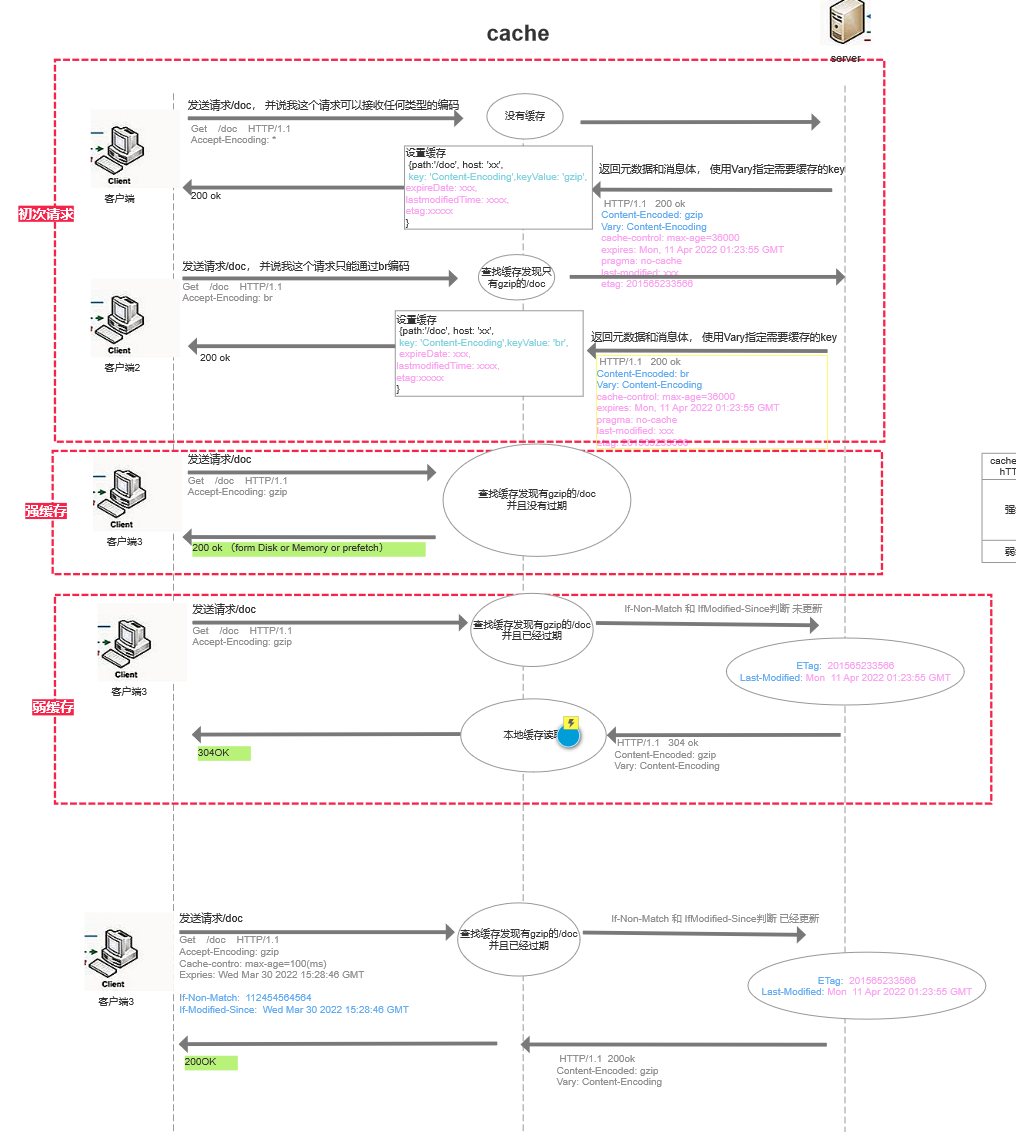 cache
server
发送请求/doc， 并说我这个请求可以接收任何类型的编码
Get /doc HTTP/1.1
Accept-Encoding: *
没有缓存
Client
客户端
设置缓存
{path:'/doc', host: 'xx',
key: 'Content-Encoding',keyValue: 'gzip',
expireDate: xxx,
lastmodifiedTime: xxxx,
etag:xxxxx
}
200 ok
返回元数据和消息体， 使用Vary指定需要缓存的key
HTTP/1.1 200 ok
Content-Encoded: gzip
Vary: Content-Encoding
cache-control: max-age=36000
expires: Mon, 11 Apr 2022 01:23:55 GMT
pragma: no-cache
last-modified: xxx
etag: 201565233566
初次请求
发送请求/doc， 并说我这个请求只能通过br编码
Get /doc HTTP/1.1
Accept-Encoding: br
查找缓存发现只
有gzip的/doc
Client
客户端2
设置缓存
{path:'/doc', host: 'xx',
key: 'Content-Encoding',keyValue: 'br',
expireDate: xxx,
lastmodifiedTime: xxxx,
etag:xxxxx
}
200 ok
返回元数据和消息体， 使用Vary指定需要缓存的key
HTTP/1.1 200 ok
Content-Encoded: br
Vary: Content-Encoding
cache-control: max-age=36000
expires: Mon, 11 Apr 2022 01:23:55 GMT
pragma: no-cache
last-modified: xxx
etag: 201565233566
发送请求/doc
Get /doc HTTP/1.1
Accept-Encoding: gzip
查找缓存发现有gzip的/doc
并且没有过期
强缓存
Client
客户端3
200 ok （form Disk or Memory or prefetch）
cache
强
弱
发送请求/doc
Get /doc HTTP/1.1
Accept-Encoding: gzip
查找缓存发现有gzip的/doc
并且已经过期
If-Non-Match 和 IfModified-Since判断 未更新
Client
客户端3
ETag: 201565233566
Last-Modified: Mon 11 Apr 2022 01:23:55 GMT
弱缓存
本地缓存读
304OK
HTTP/1.1 304 ok
Content-Encoded: gzip
Vary: Content-Encoding
发送请求/doc
Get /doc HTTP/1.1
Accept-Encoding: gzip
Cache-contro: max-age=100(ms)
Expries: Wed Mar 30 2022 15:28:46 GMT
If-Non-Match: 112454564564
If-Modified-Since: Wed Mar 30 2022 15:28:46 GMT
查找缓存发现有gzip的/doc
并且已经过期
If-Non-Match 和 IfModified-Since判断 已经更新
Client
客户端3
ETag: 201565233566
Last-Modified: Mon 11 Apr 2022 01:23:55 GMT
200OK
HTTP/1.1 200ok
Content-Encoded: gzip
Vary: Content-Encoding